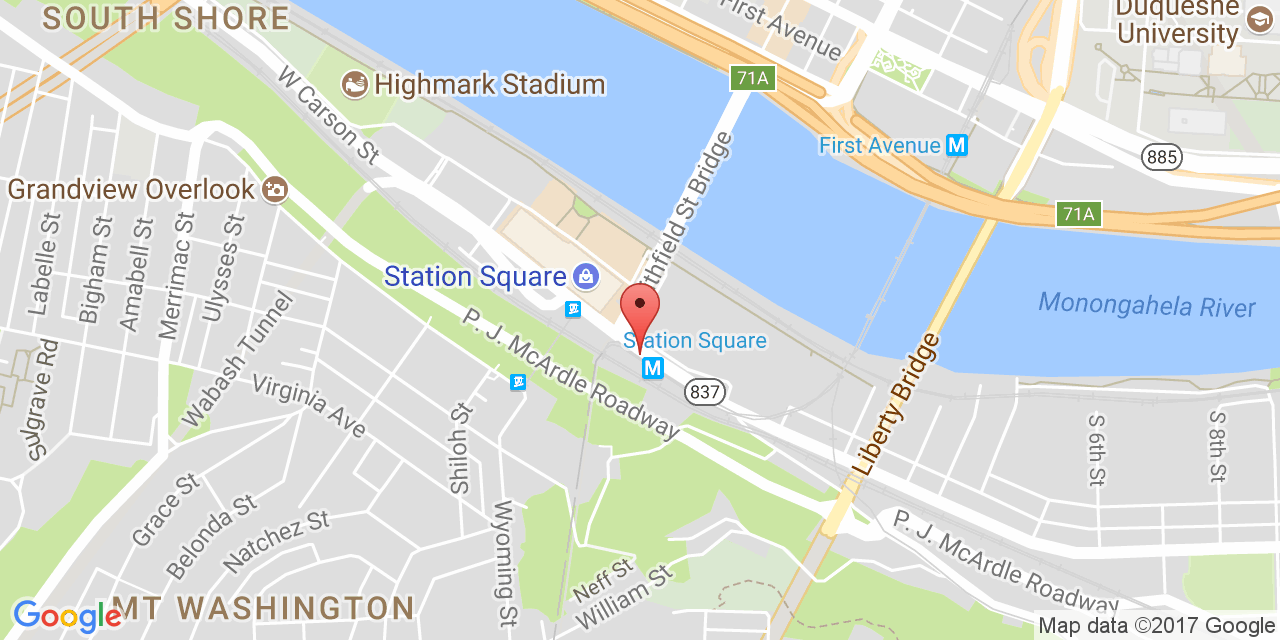 SOUTH SHORE
First Avenue
Duquesne
University
71A
Highmark Stadium
W Carson St
First Avenue
M
885
Grandview Overlook
71A
Smithfield St Bridge
Labelle St
Bigham St
Amabell St
Merrimac St
Ulysses St
Station Square
Monongahela River
Wabash Tunnel
P. J. McArdle Roadway
Station Square
M
837
Liberty Bridge
Sulgrave Rd
Virginia Ave
Shiloh St
S 6th St
S 8th St
Grace St
Belonda St
Natchez St
Wyoming St
P. J. McArdle Roadway
Neff St
William St
Google
MT WASHINGTON
Map data ©2017 Google